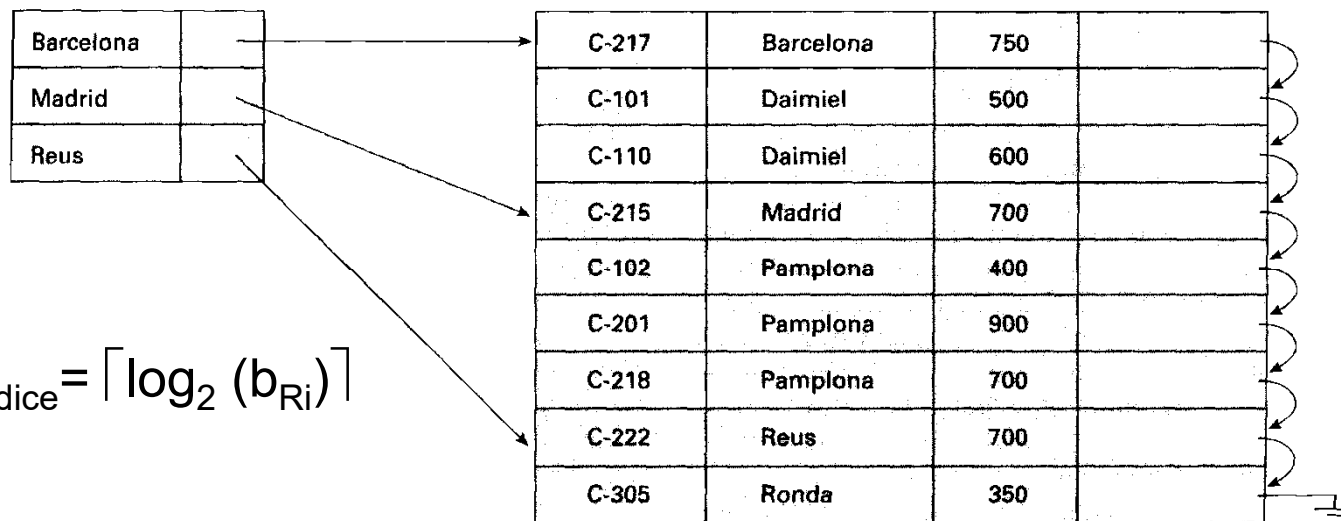 Barcelona
Madrid
Reus
C-217 Barcelona 750
C-101 Daimiel 500
C-110 Daimiel 600
C-215 Madrid 700
C-102 Pamplona 400
C-201 Pamplona 900
C-218 Pamplona 700
C-222 Reus 700
C-305 Ronda 350
dice = ⌈log₂ (b_Ri)⌉